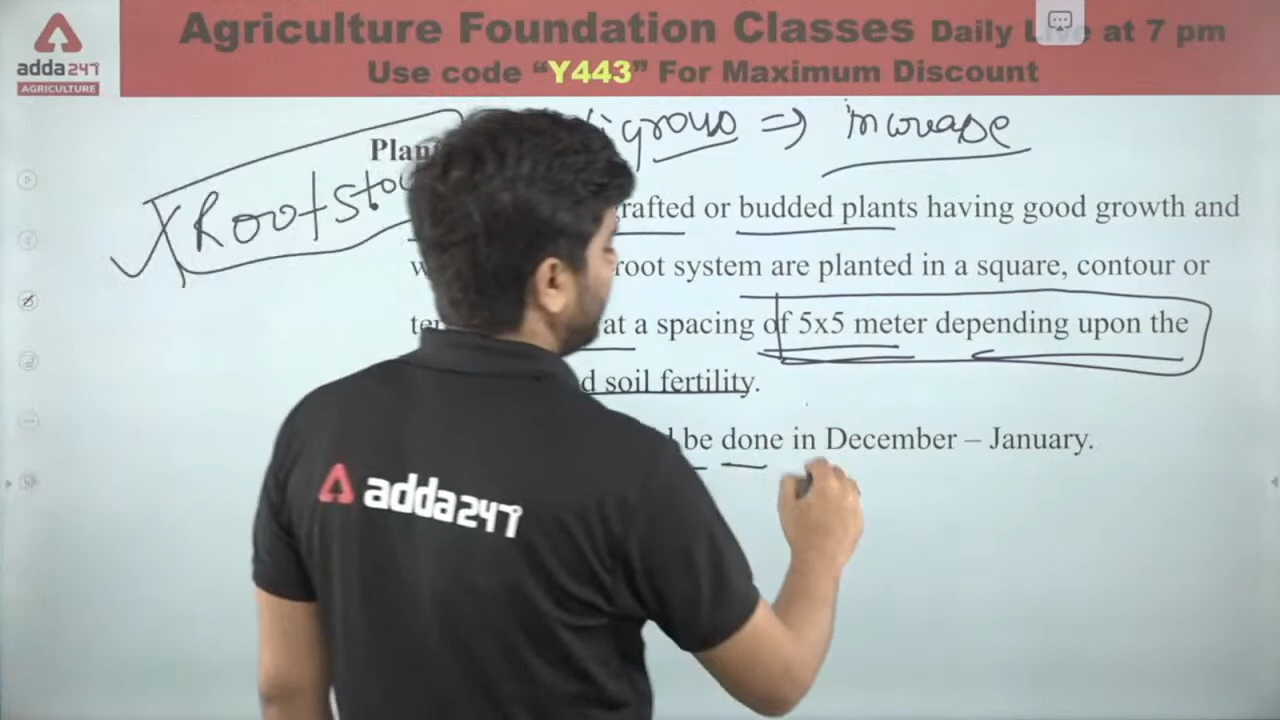 Agriculture Foundation Classes Daily Live at 7 pm
adda247
AGRICULTURE
Use code “Y443” For Maximum Discount
igrous ⇒ increase
Plan
Rootsto
rafted or budded plants having good growth and
root system are planted in a square, contour or
at a spacing of 5x5 meter depending upon the
d soil fertility.
be done in December – January.
adda247